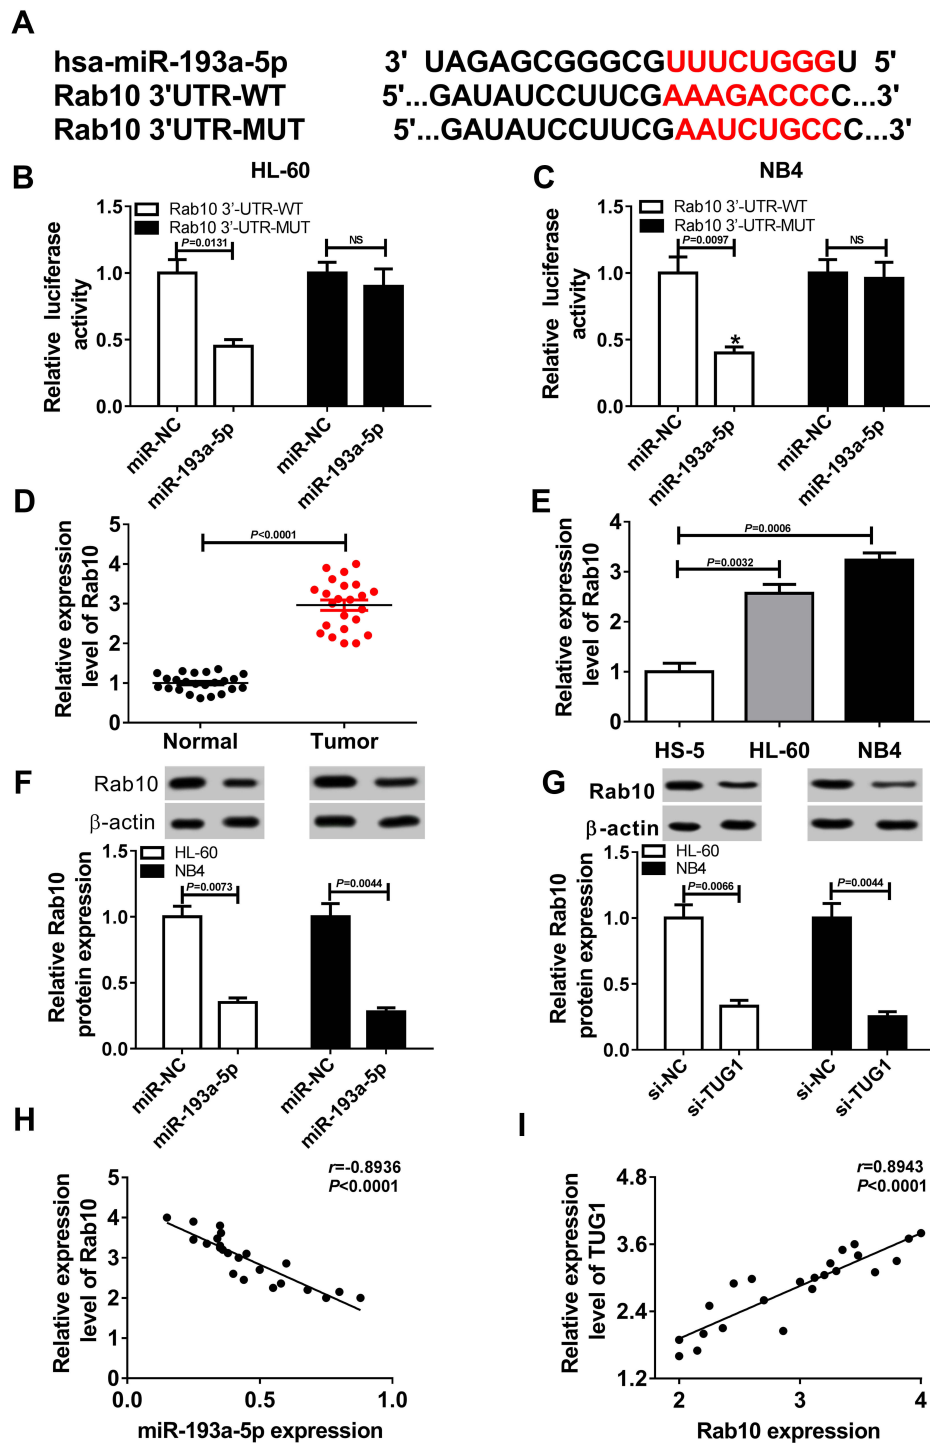 A
hsa-miR-193a-5p 3' UAGAGCGGGCGUUUCUGGGU 5'
Rab10 3'UTR-WT 5'...GAUAUCCUUCGAAAGACCCC...3'
Rab10 3'UTR-MUT 5'...GAUAUCCUUCGAAUCUGCCC...3'
B
HL-60
Relative luciferase
activity
1.5
1.0
0.5
0.0
Rab10 3'-UTR-WT
Rab10 3'-UTR-MUT
P=0.0131
NS
miR-NC
miR-193a-5p
miR-NC
miR-193a-5p
C
NB4
Relative luciferase
activity
1.5
1.0
0.5
0.0
Rab10 3'-UTR-WT
Rab10 3'-UTR-MUT
P=0.0097
NS
*
miR-NC
miR-193a-5p
miR-NC
miR-193a-5p
D
Relative expression
level of Rab10
5
4
3
2
1
0
P<0.0001
Normal
Tumor
E
Relative expression
level of Rab10
4
3
2
1
0
P=0.0006
P=0.0032
HS-5
HL-60
NB4
F
Rab10
β-actin
Relative Rab10
protein expression
1.5
1.0
0.5
0.0
HL-60
NB4
P=0.0073
P=0.0044
miR-NC
miR-193a-5p
miR-NC
miR-193a-5p
G
Rab10
β-actin
Relative Rab10
protein expression
1.5
1.0
0.5
0.0
HL-60
NB4
P=0.0066
P=0.0044
si-NC
si-TUG1
si-NC
si-TUG1
H
r=-0.8936
P<0.0001
Relative expression
level of Rab10
5
4
3
2
1
0
0.0
0.5
1.0
miR-193a-5p expression
I
r=0.8943
P<0.0001
Relative expression
level of TUG1
4.8
3.6
2.4
1.2
2
3
4
Rab10 expression